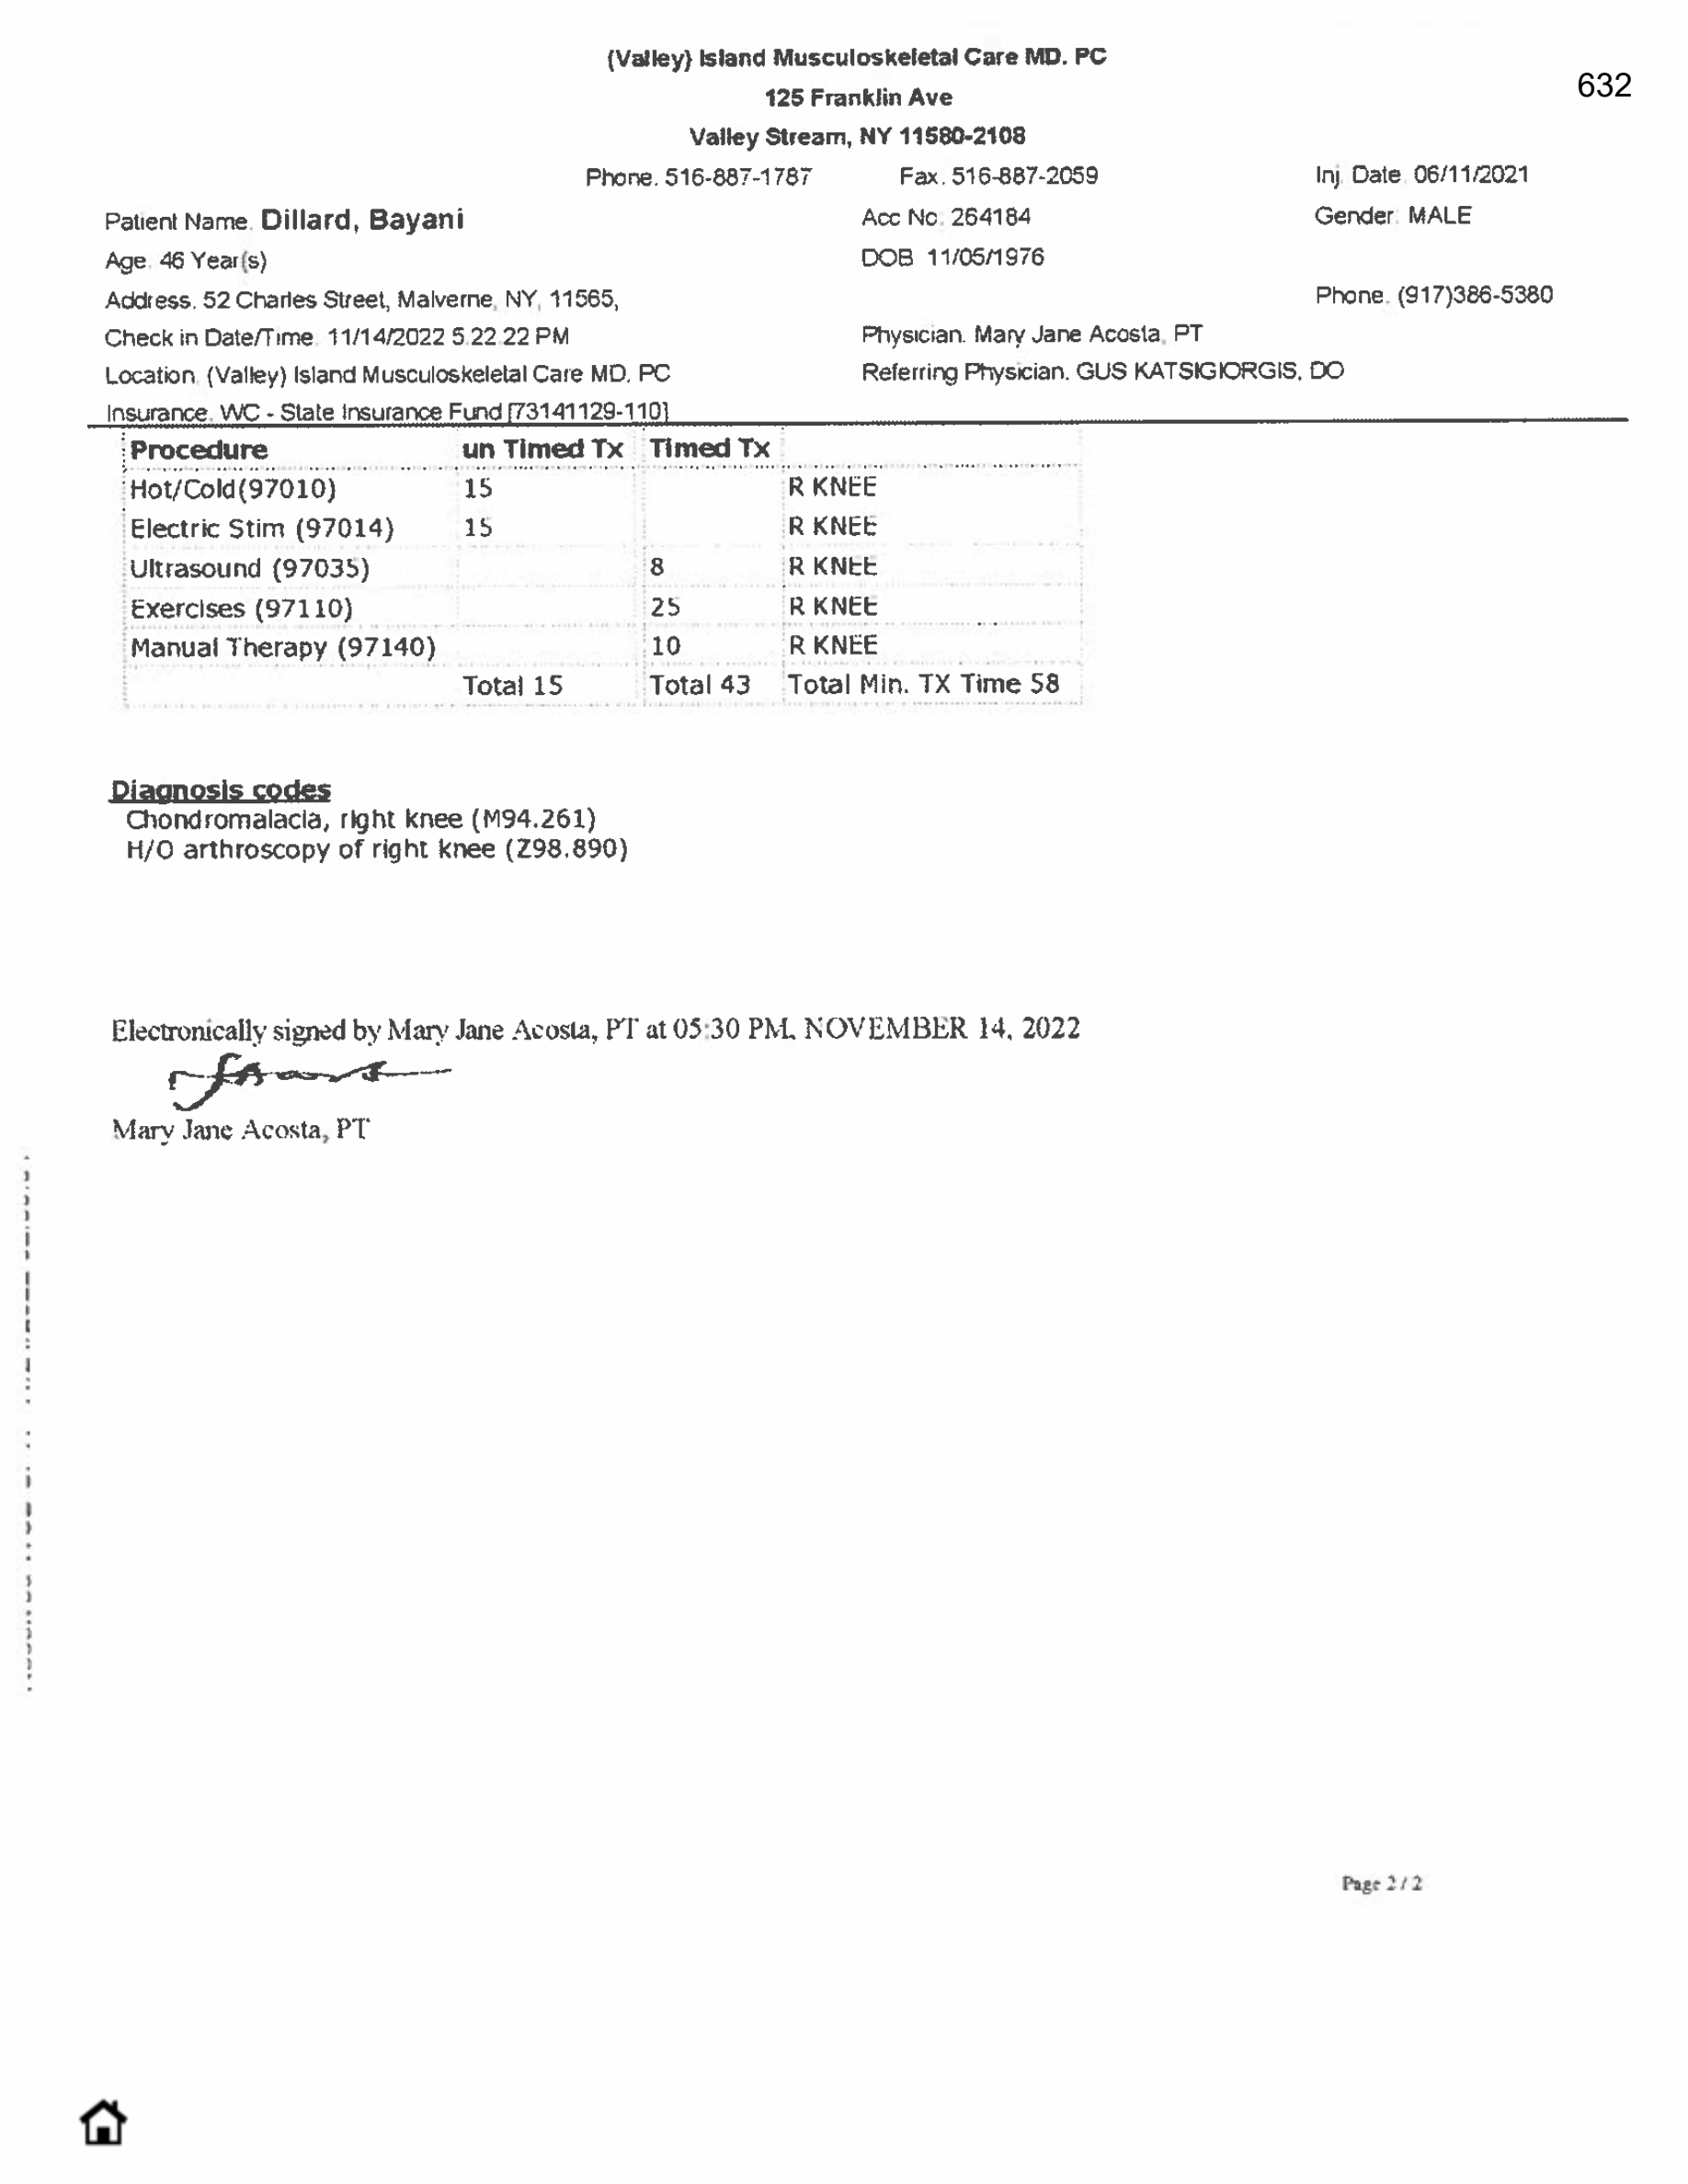 (Valley) Island Musculoskeletal Care MD. PC
632
125 Franklin Ave
Valley Stream, NY 11580-2108
Phone. 516-887-1787 Fax. 516-887-2059 Inj. Date. 06/11/2021
Patient Name. Dillard, Bayani Acc No: 264184 Gender: MALE
Age. 46 Year(s) DOB 11/05/1976
Address. 52 Charles Street, Malverne, NY, 11565, Phone. (917)386-5380
Check in Date/Time. 11/14/2022 5.22.22 PM Physician. Mary Jane Acosta, PT
Location. (Valley) Island Musculoskeletal Care MD. PC Referring Physician. GUS KATSIGIORGIS, DO
Insurance. WC - State Insurance Fund [73141129-110]
Procedure un Timed Tx Timed Tx
Hot/Cold(97010) 15 R KNEE
Electric Stim (97014) 15 R KNEE
Ultrasound (97035) 8 R KNEE
Exercises (97110) 25 R KNEE
Manual Therapy (97140) 10 R KNEE
Total 15 Total 43 Total Min. TX Time 58
Diagnosis codes
Chondromalacia, right knee (M94.261)
H/O arthroscopy of right knee (Z98.890)
Electronically signed by Mary Jane Acosta, PT at 05:30 PM, NOVEMBER 14, 2022
Mary Jane Acosta, PT
Page 2 / 2